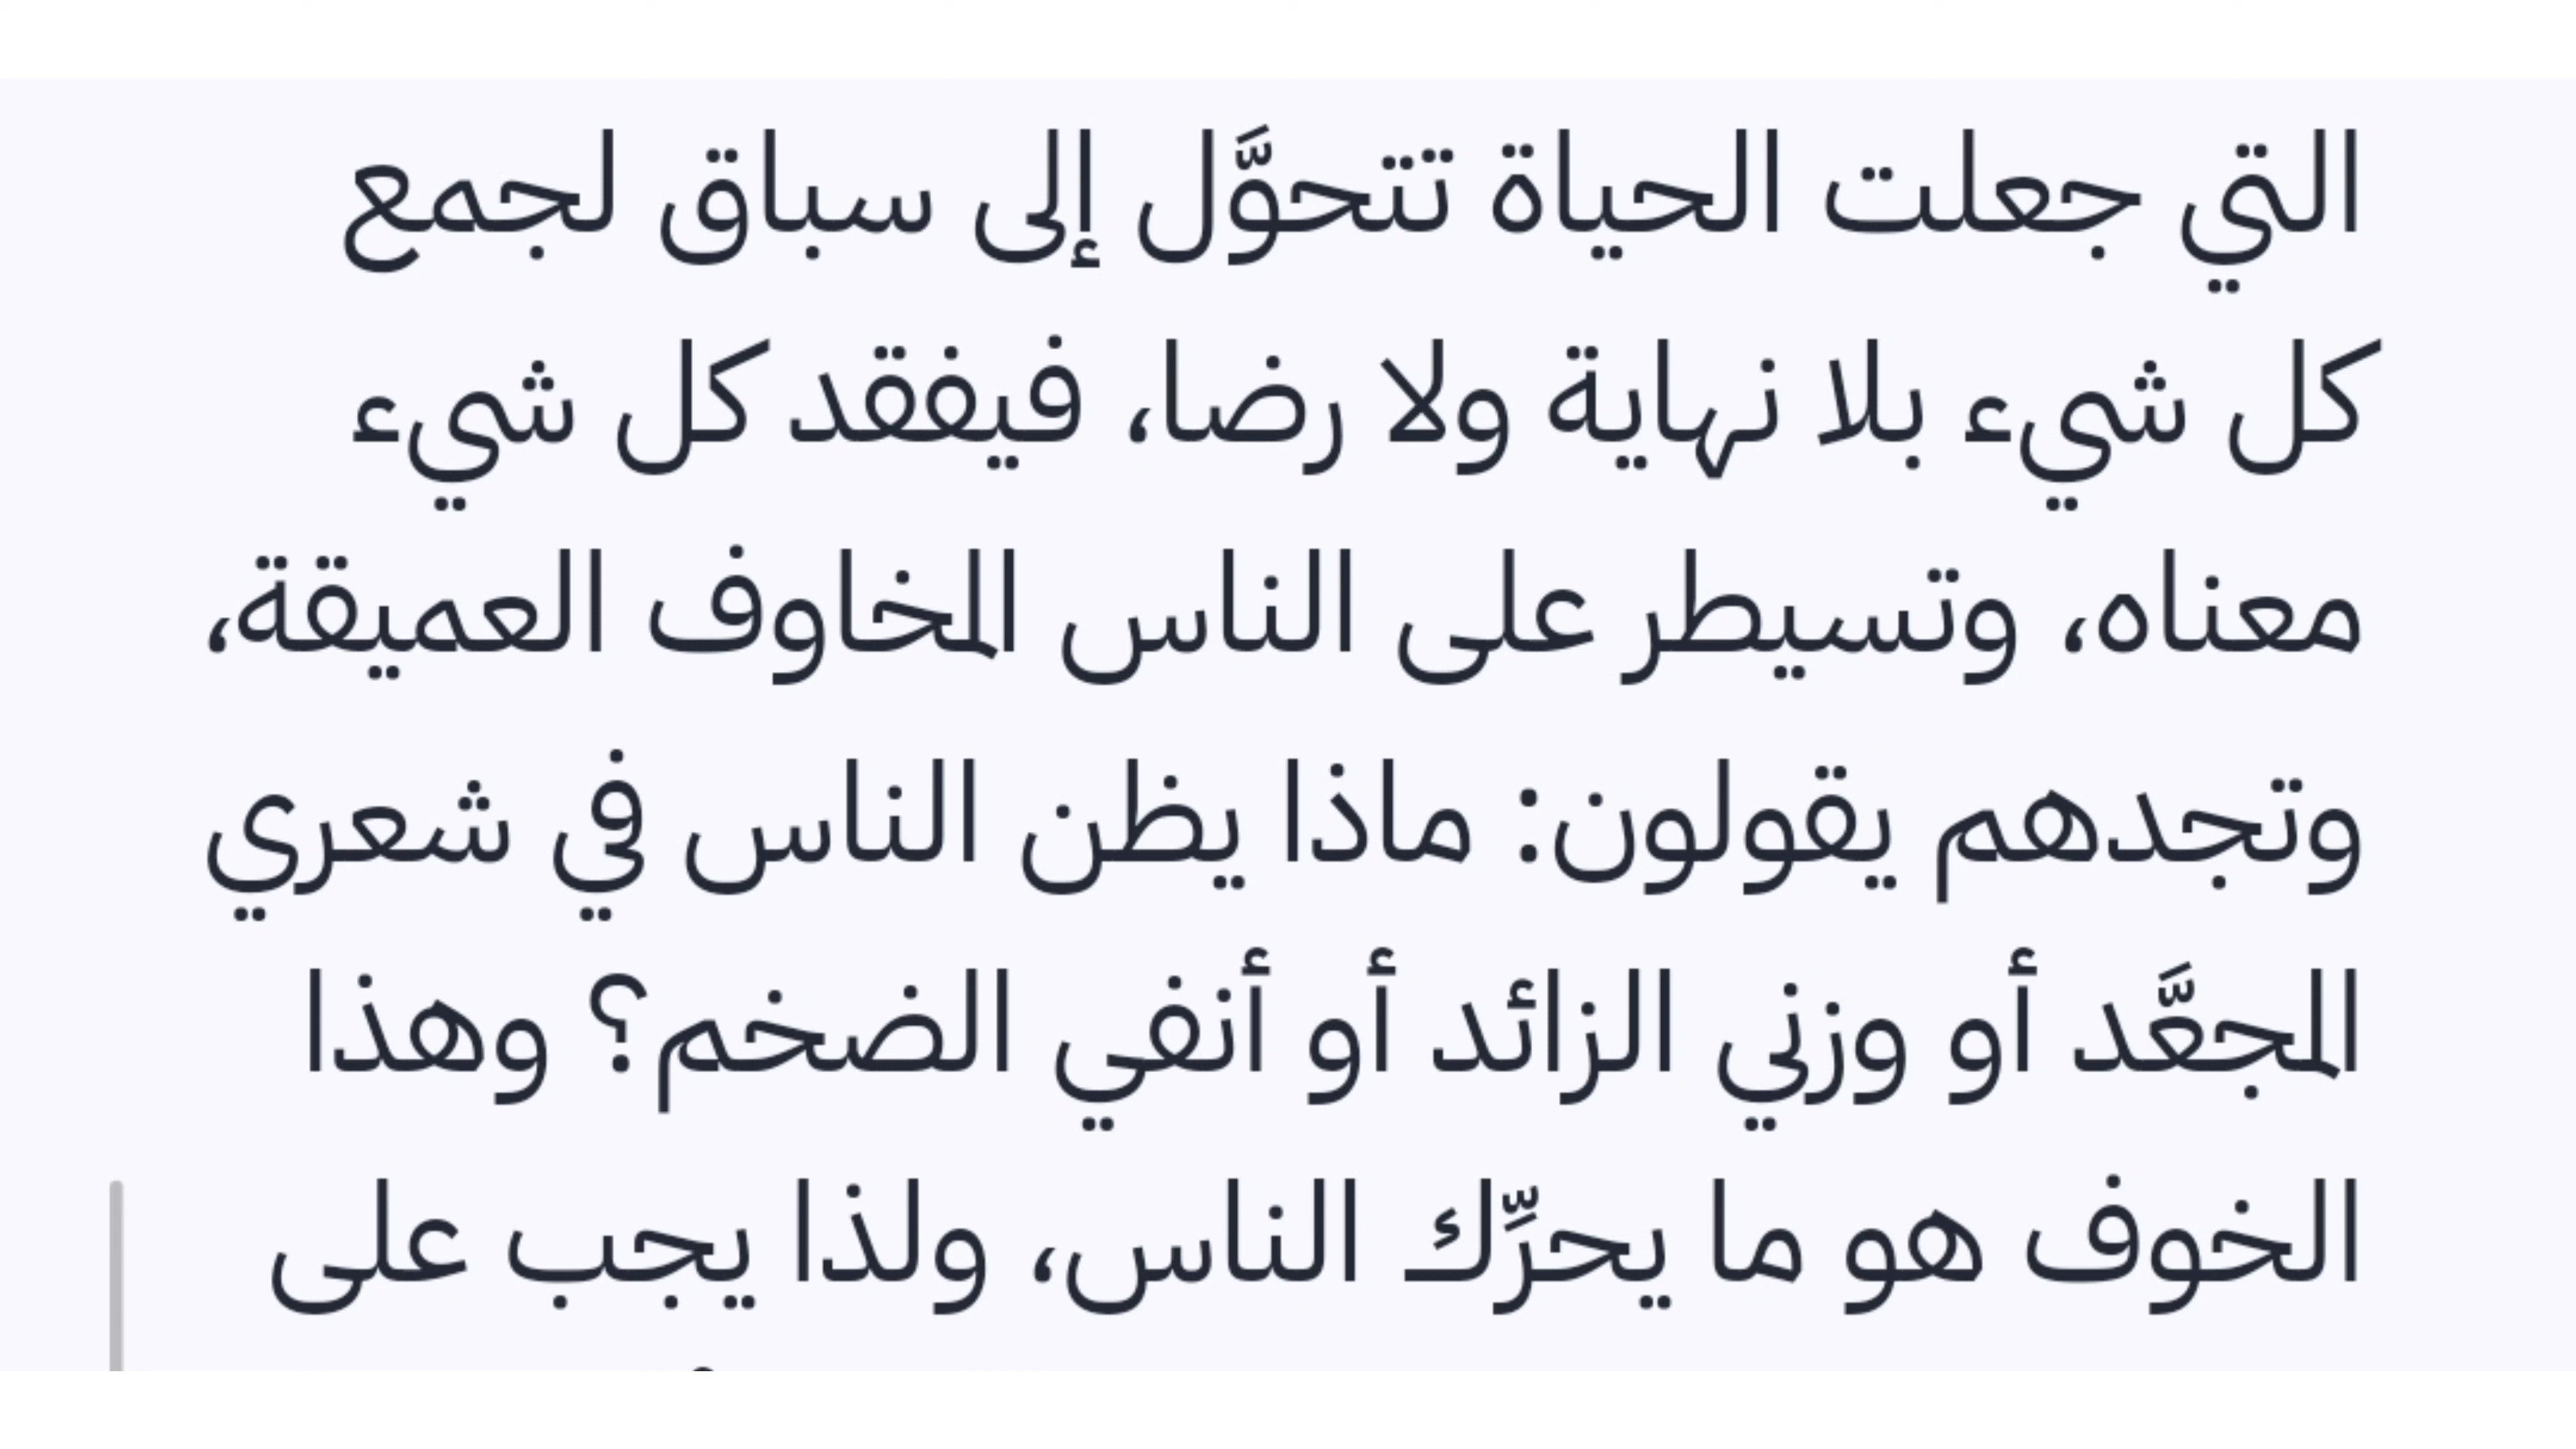 التي جعلت الحياة تتحوَّل إلى سباق لجمع
كل شيء بلا نهاية ولا رضا، فيفقد كل شيء
معناه، وتسيطر على الناس المخاوف العميقة،
وتجدهم يقولون: ماذا يظن الناس في شعري
المجعَّد أو وزني الزائد أو أنفي الضخم؟ وهذا
الخوف هو ما يحرِّك الناس، ولذا يجب على